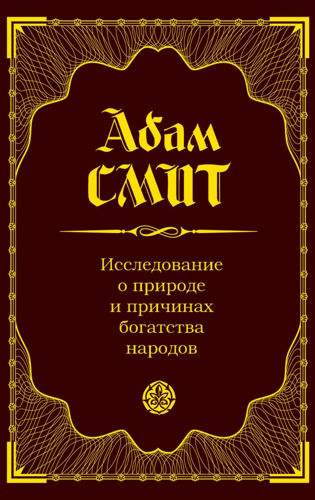 Адам
СМИТ
Исследование
о природе
и причинах
богатства
народов